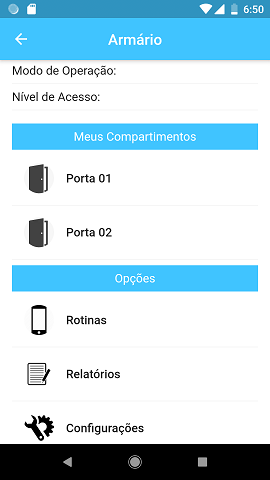 6:50
Armário
Modo de Operação:
Nível de Acesso:
Meus Compartimentos
Porta 01
Porta 02
Opções
Rotinas
Relatórios
Configurações